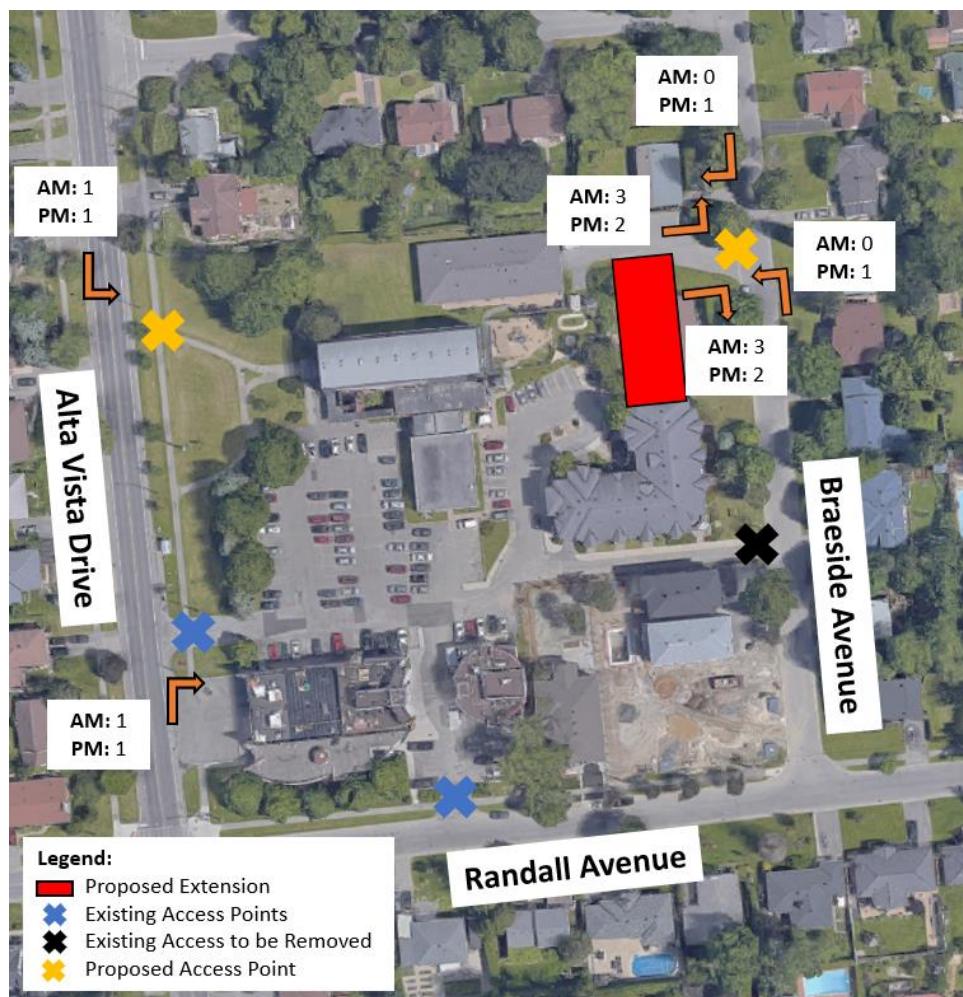 AM: 0
PM: 1
AM: 1
PM: 1
AM: 3
PM: 2
AM: 0
PM: 1
AM: 3
PM: 2
Alta Vista Drive
Braeside Avenue
AM: 1
PM: 1
Randall Avenue
Legend:
Proposed Extension
Existing Access Points
Existing Access to be Removed
Proposed Access Point